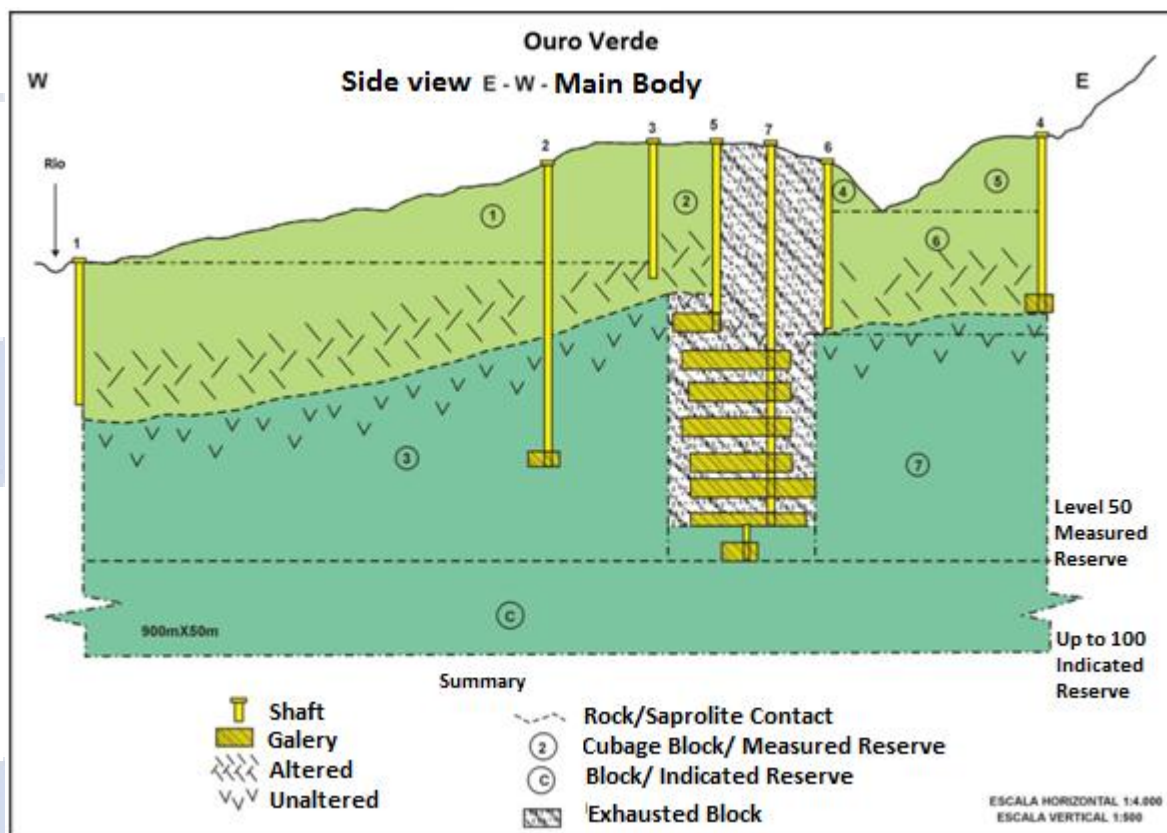 Ouro Verde
Side view E - W - Main Body
W
E
Rio
1
2
3
5
7
6
4
1
2
4
5
6
3
7
Level 50
Measured
Reserve
C
900mX50m
Up to 100
Indicated
Reserve
Summary
Shaft
Galery
Altered
Unaltered
Rock/Saprolite Contact
2 Cubage Block/ Measured Reserve
C Block/ Indicated Reserve
Exhausted Block
ESCALA HORIZONTAL 1:4.000
ESCALA VERTICAL 1:500